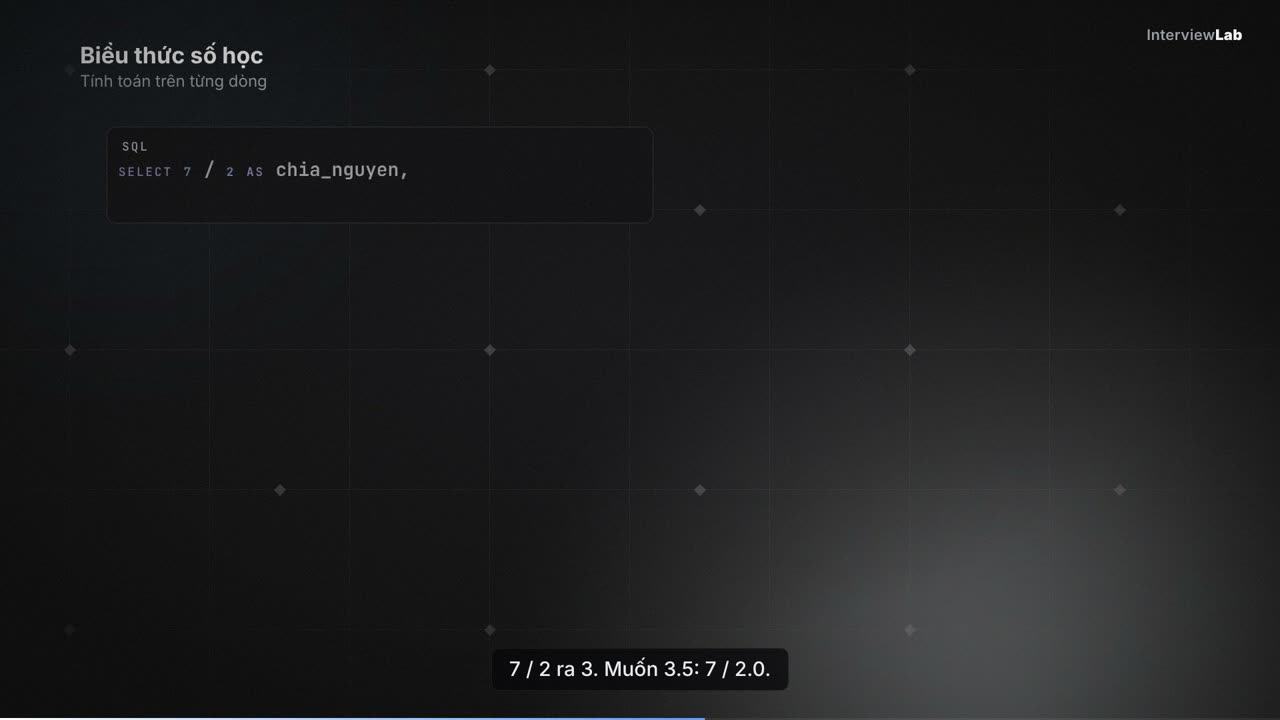 Biểu thức số học
InterviewLab
Tính toán trên từng dòng
SQL
SELECT 7 / 2 AS chia_nguyen,
7 / 2 ra 3. Muốn 3.5: 7 / 2.0.